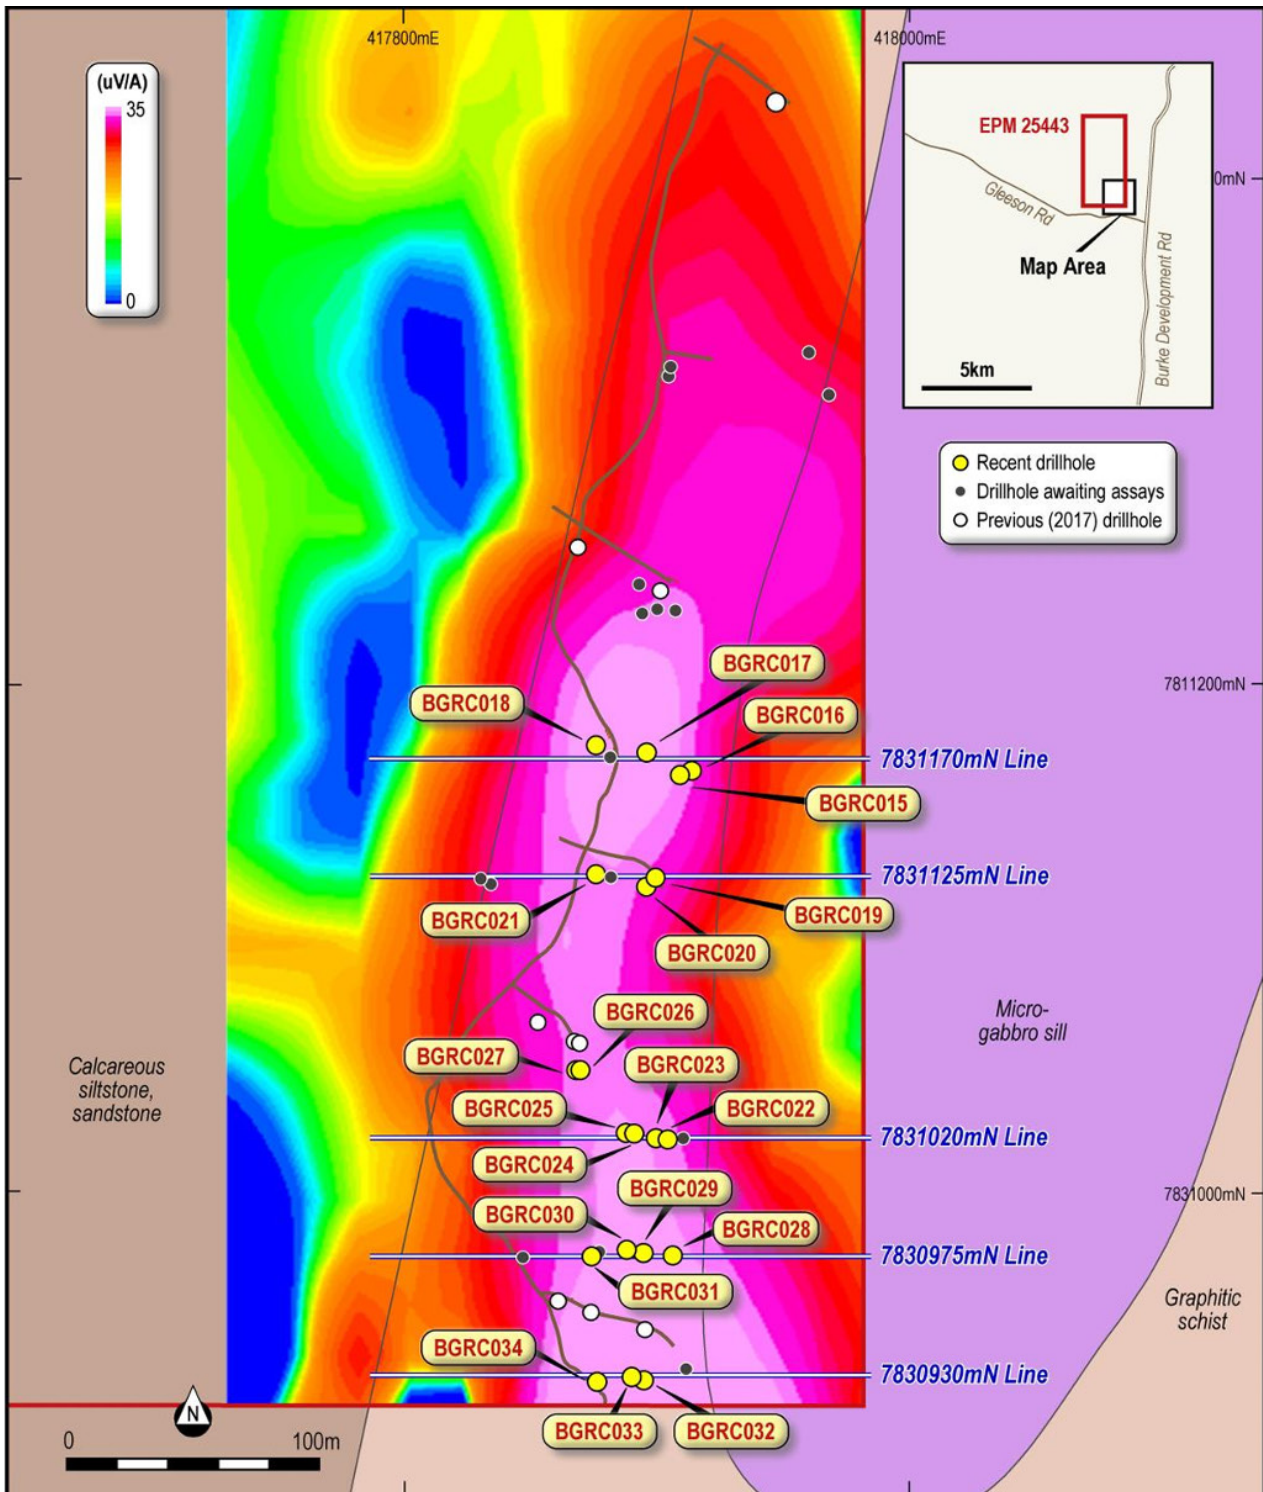 417800mE
418000mE
(uV/A)
35
0
EPM 25443
Gleeson Rd
Map Area
Burke Development Rd
5km
0mN
Recent drillhole
Drillhole awaiting assays
Previous (2017) drillhole
BGRC017
BGRC018
BGRC016
7811200mN
7831170mN Line
BGRC015
7831125mN Line
BGRC021
BGRC019
BGRC020
BGRC026
Micro-
gabbro sill
BGRC027
BGRC023
Calcareous
siltstone,
sandstone
BGRC025
BGRC022
7831020mN Line
BGRC024
BGRC029
7831000mN
BGRC030
BGRC028
7830975mN Line
BGRC031
Graphitic
schist
BGRC034
7830930mN Line
N
BGRC033
BGRC032
0
100m